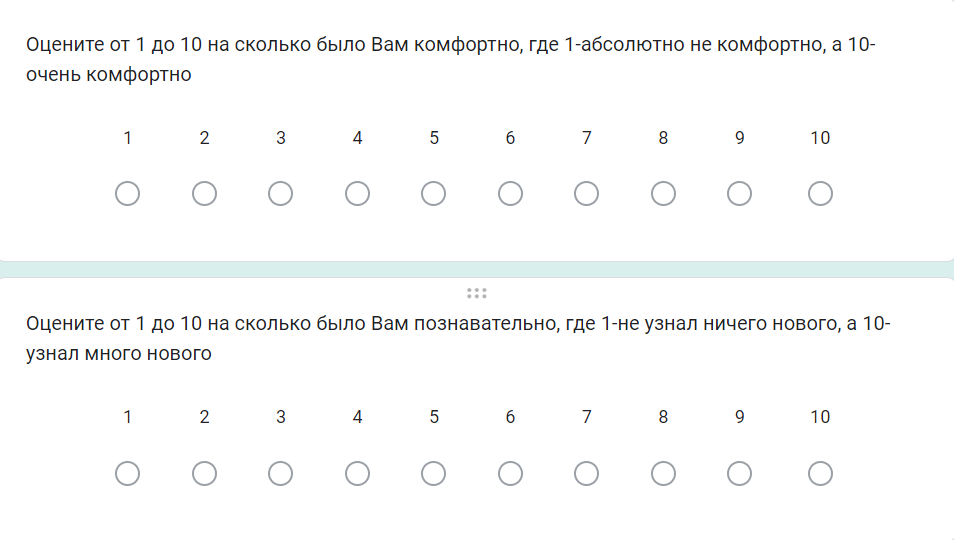 Оцените от 1 до 10 на сколько было Вам комфортно, где 1-абсолютно не комфортно, а 10-
очень комфортно
1 2 3 4 5 6 7 8 9 10
Оцените от 1 до 10 на сколько было Вам познавательно, где 1-не узнал ничего нового, а 10-
узнал много нового
1 2 3 4 5 6 7 8 9 10